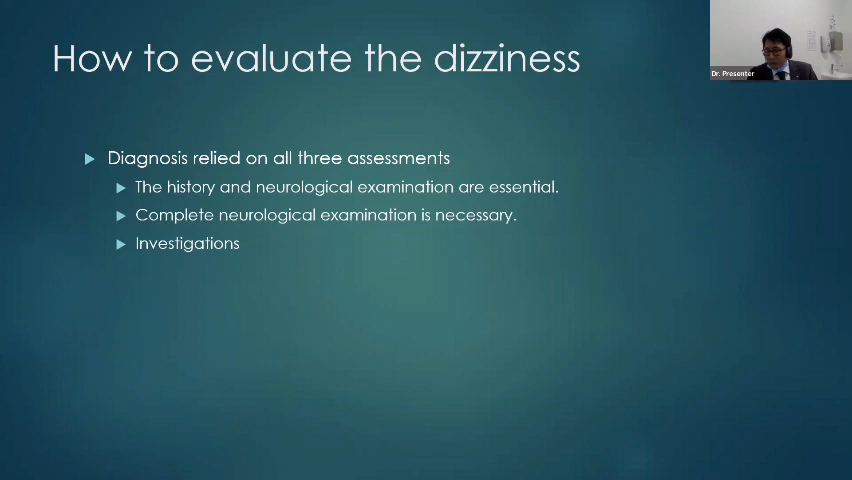 How to evaluate the dizziness
Dr. Presenter
Diagnosis relied on all three assessments
The history and neurological examination are essential.
Complete neurological examination is necessary.
Investigations